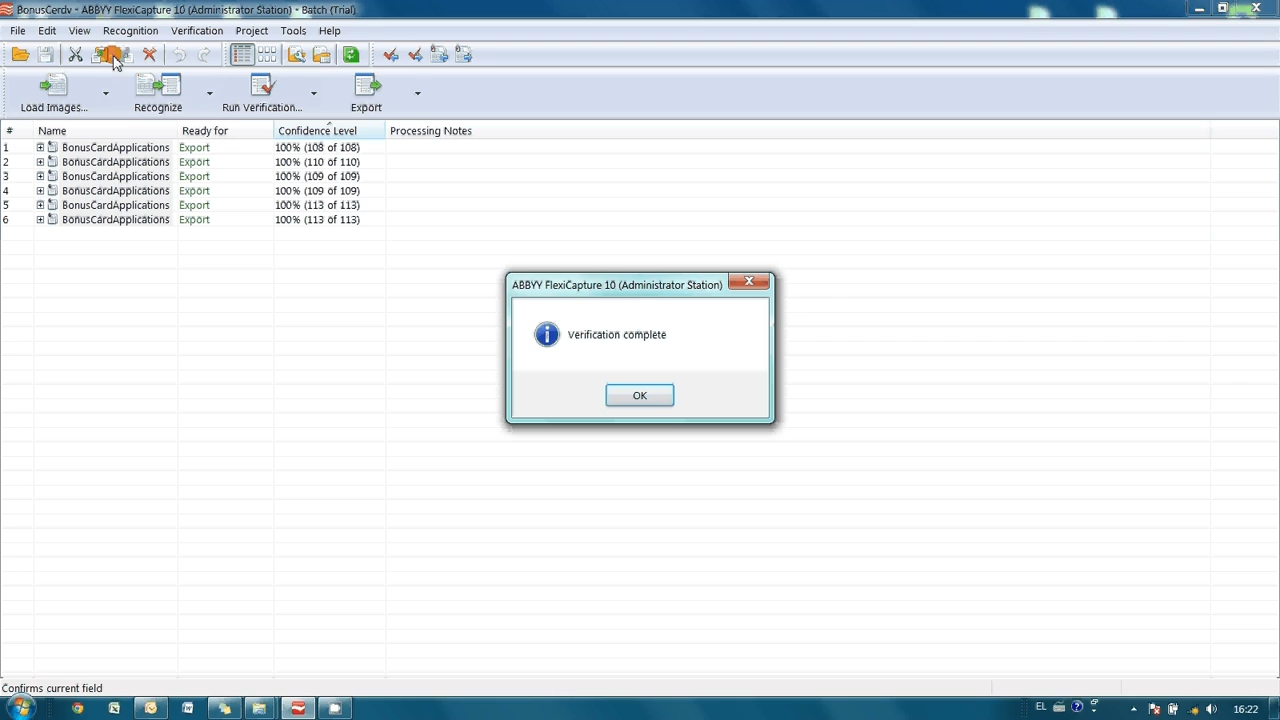 BonusCerdv - ABBYY FlexiCapture 10 (Administrator Station) - Batch (Trial)
File Edit View Recognition Verification Project Tools Help
Load Images... Recognize Run Verification... Export
# Name Ready for Confidence Level Processing Notes
1 BonusCardApplications Export 100% (108 of 108)
2 BonusCardApplications Export 100% (110 of 110)
3 BonusCardApplications Export 100% (109 of 109)
4 BonusCardApplications Export 100% (109 of 109)
5 BonusCardApplications Export 100% (113 of 113)
6 BonusCardApplications Export 100% (113 of 113)
ABBYY FlexiCapture 10 (Administrator Station)
Verification complete
OK
Confirms current field
EL 16:22